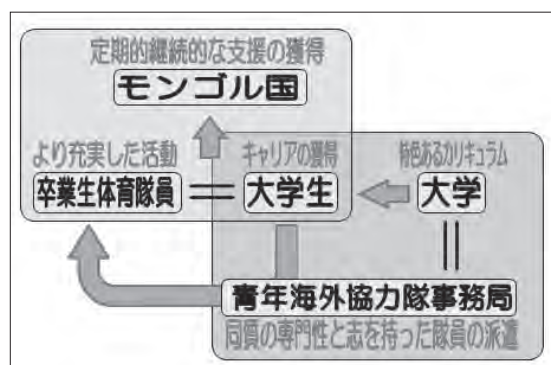 定期的継続的な支援の獲得
モンゴル国
より充実した活動
キャリアの獲得
特色あるカリキュラム
卒業生体育隊員
大学生
大学
青年海外協力隊事務局
同質の専門性と志を持った隊員の派遣